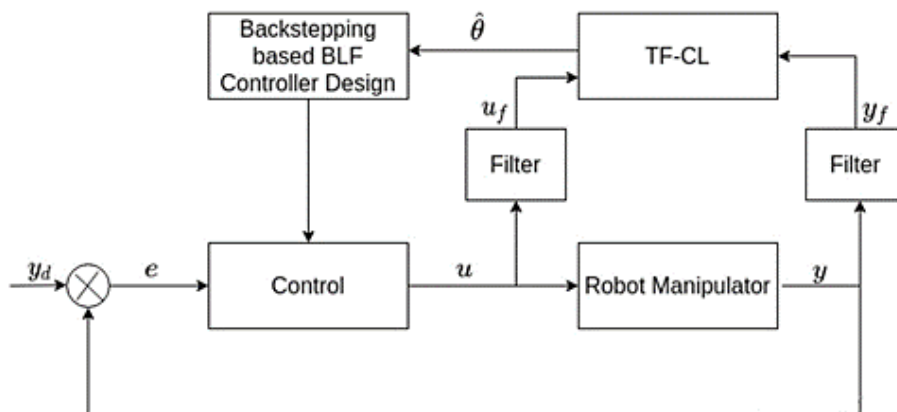 Backstepping
based BLF
Controller Design
θ̂
TF-CL
u_f
y_f
Filter
Filter
y_d
e
Control
u
Robot Manipulator
y